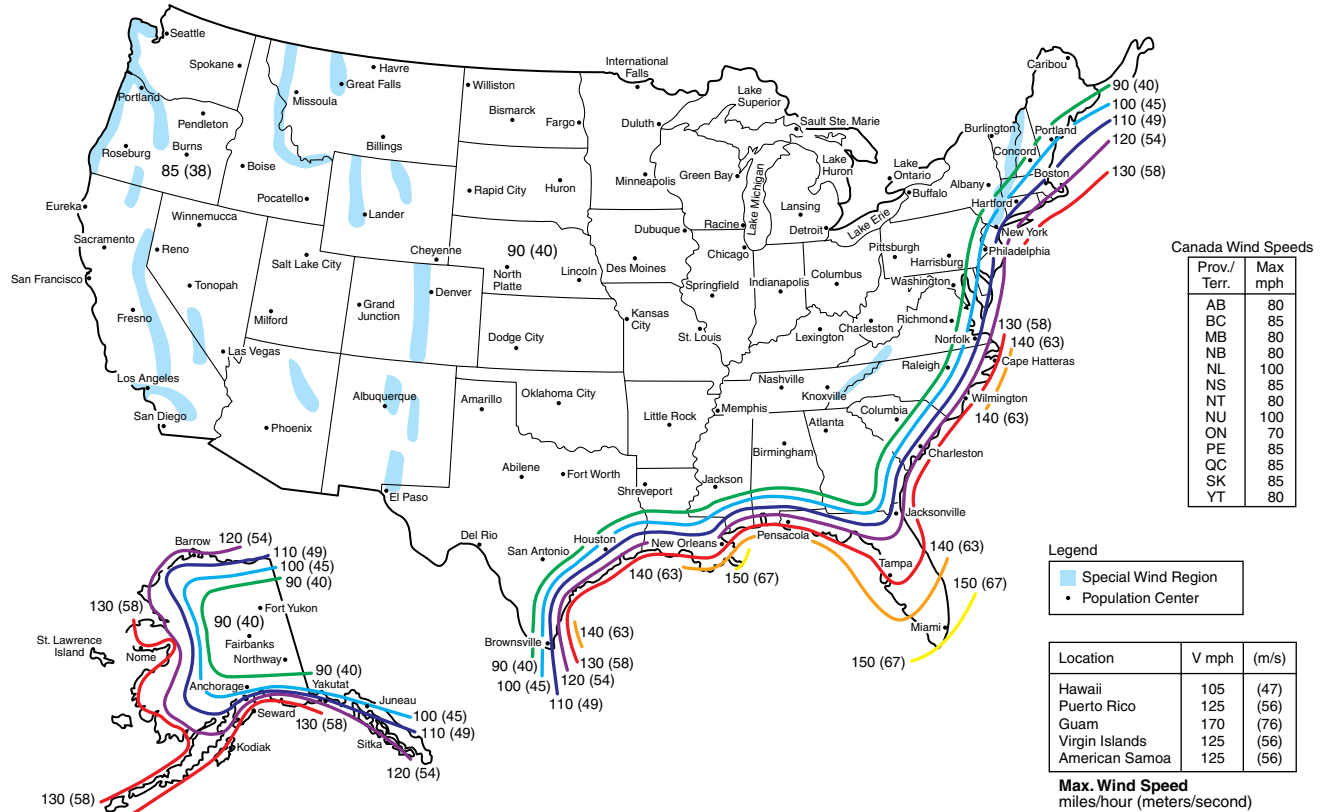 Seattle
Spokane
Portland
Pendleton
Roseburg
Burns
85 (38)
Boise
Pocatello
Eureka
Winnemucca
Sacramento
Reno
San Francisco
Salt Lake City
Tonopah
Fresno
Milford
Las Vegas
Los Angeles
San Diego
Phoenix
Missoula
Havre
Great Falls
Billings
Lander
Cheyenne
Denver
Grand
Junction
Albuquerque
El Paso
Williston
Bismarck
Fargo
Rapid City
Huron
90 (40)
North
Platte
Lincoln
Dodge City
Amarillo
Oklahoma City
Abilene
Fort Worth
Del Rio
San Antonio
Houston
Brownsville
International
Falls
Duluth
Minneapolis
Lake
Superior
Sault Ste. Marie
Green Bay
Lake Michigan
Lake
Huron
Lansing
Racine
Detroit
Lake Erie
Dubuque
Chicago
Des Moines
Springfield
Indianapolis
Columbus
Kansas
City
St. Louis
Lexington
Charleston
Nashville
Knoxville
Little Rock
Memphis
Atlanta
Columbia
Birmingham
Shreveport
Jackson
New Orleans
Pensacola
Jacksonville
Tampa
Miami
Caribou
Burlington
Portland
Concord
Lake
Ontario
Albany
Boston
Buffalo
Hartford
New York
Pittsburgh
Harrisburg
Philadelphia
Washington
Richmond
Norfolk
Raleigh
Cape Hatteras
Wilmington
Charleston
90 (40)
100 (45)
110 (49)
120 (54)
130 (58)
130 (58)
140 (63)
140 (63)
140 (63)
150 (67)
150 (67)
140 (63)
150 (67)
140 (63)
130 (58)
120 (54)
110 (49)
90 (40)
100 (45)
Barrow
120 (54)
110 (49)
100 (45)
90 (40)
130 (58)
Fort Yukon
90 (40)
Fairbanks
St. Lawrence
Island
Nome
Northway
90 (40)
Anchorage
Yakutat
Juneau
Seward
130 (58)
100 (45)
110 (49)
Kodiak
Sitka
120 (54)
130 (58)
Canada Wind Speeds
Prov./ Max
Terr. mph
AB 80
BC 85
MB 80
NB 80
NL 100
NS 85
NT 80
NU 100
ON 70
PE 85
QC 85
SK 85
YT 80
Legend
Special Wind Region
Population Center
Location V mph (m/s)
Hawaii 105 (47)
Puerto Rico 125 (56)
Guam 170 (76)
Virgin Islands 125 (56)
American Samoa 125 (56)
Max. Wind Speed
miles/hour (meters/second)